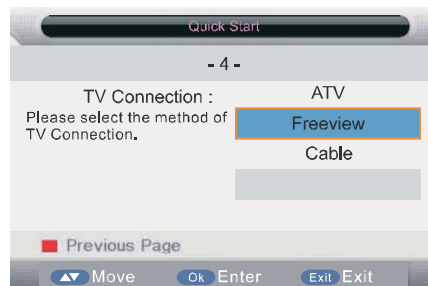 Quick Start
- 4 -
TV Connection :
Please select the method of
TV Connection.
ATV
Freeview
Cable
Previous Page
Move Ok Enter Exit Exit